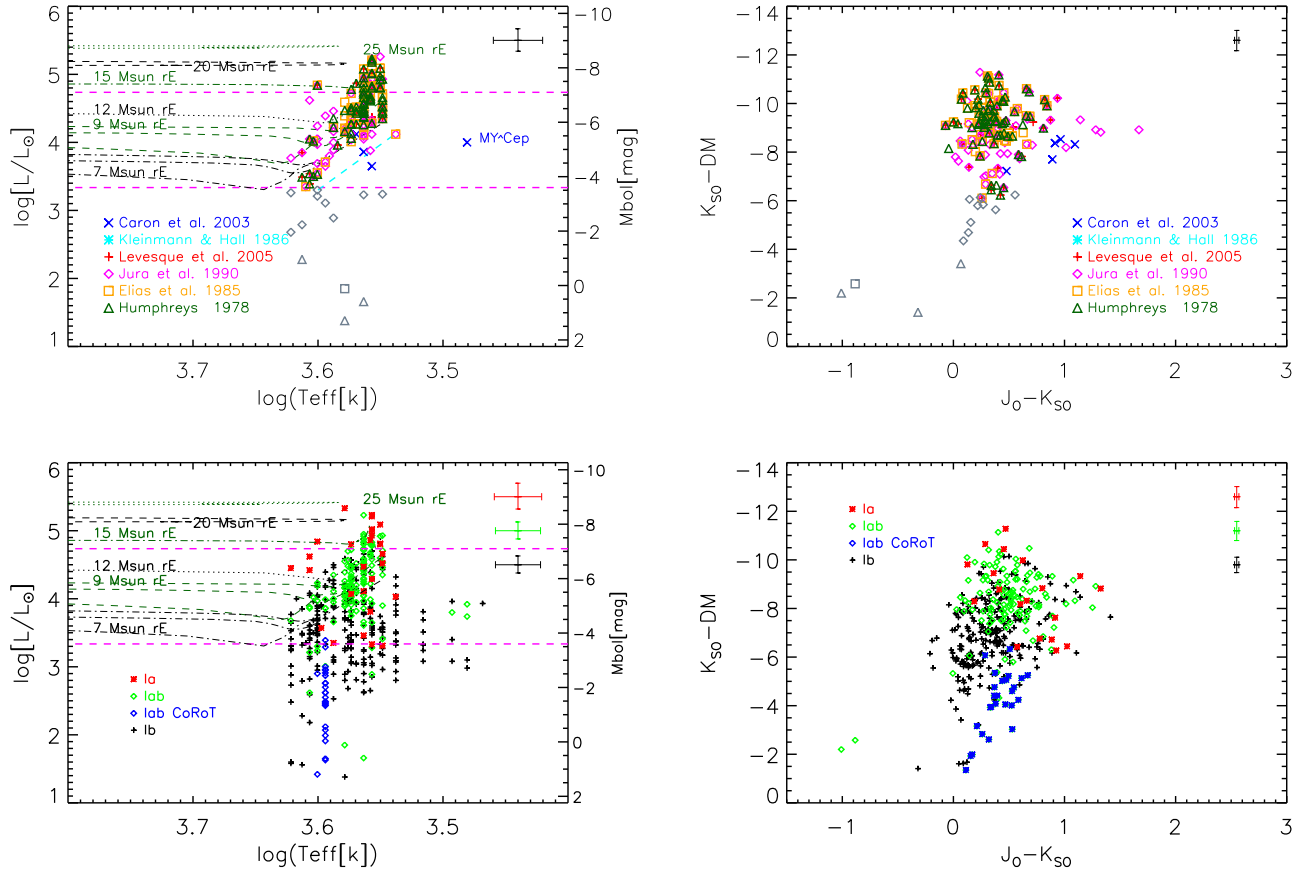 6
5
4
3
2
1
log[L/L⊙]
3.7
3.6
3.5
log(Teff[k])
−10
−8
−6
−4
−2
0
2
Mbol[mag]
25 Msun rE
20 Msun rE
15 Msun rE
12 Msun rE
9 Msun rE
7 Msun rE
MY^Cep
Caron et al. 2003
Kleinmann & Hall 1986
Levesque et al. 2005
Jura et al. 1990
Elias et al. 1985
Humphreys 1978
−14
−12
−10
−8
−6
−4
−2
0
K_SO−DM
−1
0
1
2
3
J_O−K_SO
Caron et al. 2003
Kleinmann & Hall 1986
Levesque et al. 2005
Jura et al. 1990
Elias et al. 1985
Humphreys 1978
6
5
4
3
2
1
log[L/L⊙]
3.7
3.6
3.5
log(Teff[k])
−10
−8
−6
−4
−2
0
2
Mbol[mag]
25 Msun rE
20 Msun rE
15 Msun rE
12 Msun rE
9 Msun rE
7 Msun rE
Ia
Iab
Iab CoRoT
Ib
−14
−12
−10
−8
−6
−4
−2
0
K_SO−DM
−1
0
1
2
3
J_O−K_SO
Ia
Iab
Iab CoRoT
Ib